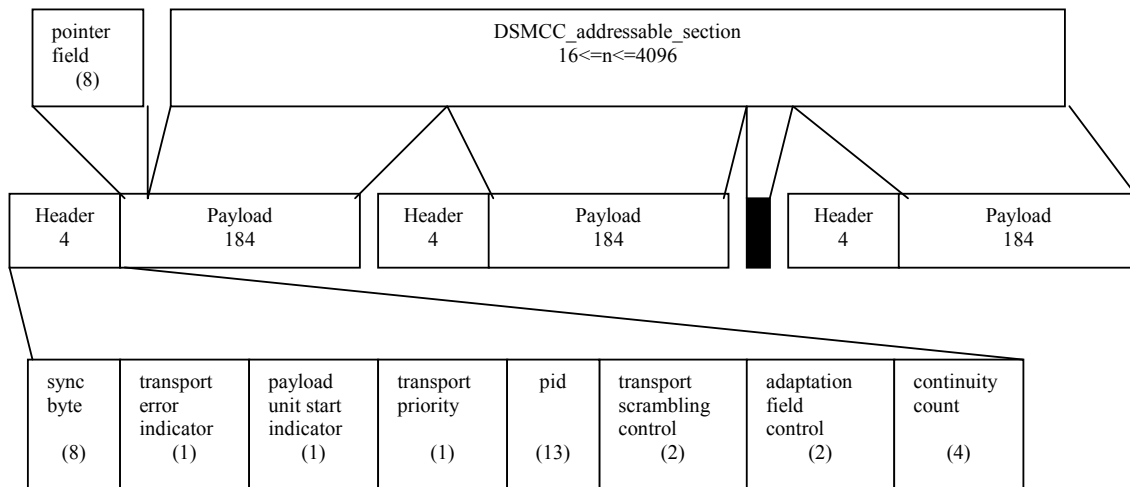 pointer
field
(8)
DSMCC_addressable_section
16<=n<=4096
Header
4
Payload
184
Header
4
Payload
184
Header
4
Payload
184
sync
byte
(8)
transport
error
indicator
(1)
payload
unit start
indicator
(1)
transport
priority
(1)
pid
(13)
transport
scrambling
control
(2)
adaptation
field
control
(2)
continuity
count
(4)